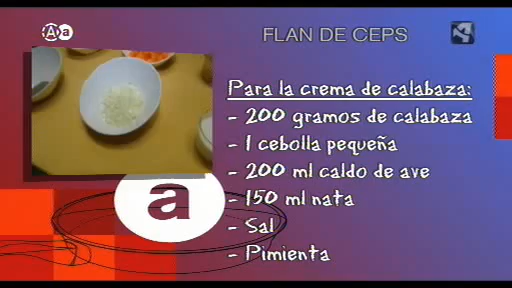 Aa
FLAN DE CEPS
Para la crema de calabaza:
- 200 gramos de calabaza
- 1 cebolla pequeña
- 200 ml caldo de ave
- 150 ml nata
- Sal
- Pimienta
a